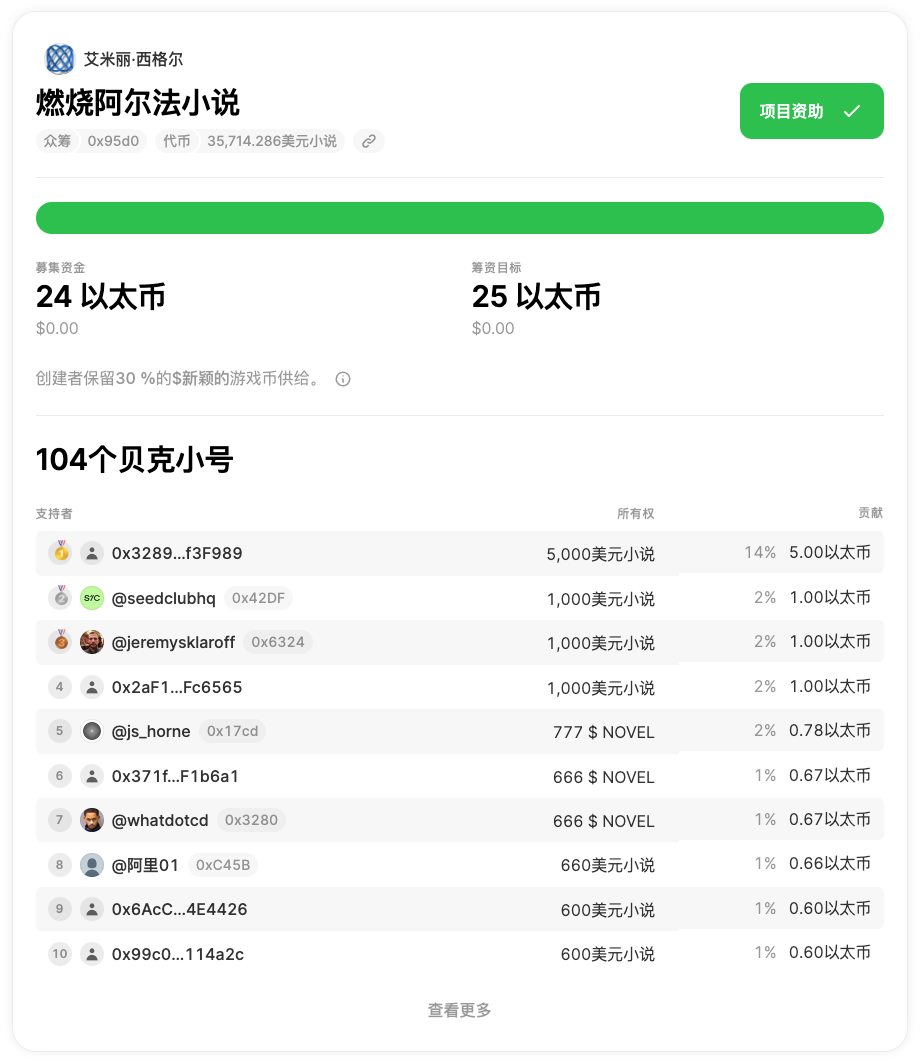 艾米丽·西格尔
燃烧阿尔法小说
项目资助
众筹 0x95d0 代币 35,714.286美元小说
募集资金 筹资目标
24 以太币 25 以太币
$0.00 $0.00
创建者保留30 %的$新颖的游戏币供给。
104个贝克小号
支持者 所有权 贡献
0x3289...f3F989 5,000美元小说 14% 5.00以太币
2 S7C @seedclubhq 0x42DF 1,000美元小说 2% 1.00以太币
@jeremysklaroff 0x6324 1,000美元小说 2% 1.00以太币
4 0x2aF1...Fc6565 1,000美元小说 2% 1.00以太币
5 @js_horne 0x17cd 777 $ NOVEL 2% 0.78以太币
6 0x371f...F1b6a1 666 $ NOVEL 1% 0.67以太币
7 @whatdotcd 0x3280 666 $ NOVEL 1% 0.67以太币
8 @阿里01 0xC45B 660美元小说 1% 0.66以太币
9 0x6AcC...4E4426 600美元小说 1% 0.60以太币
10 0x99c0...114a2c 600美元小说 1% 0.60以太币
查看更多